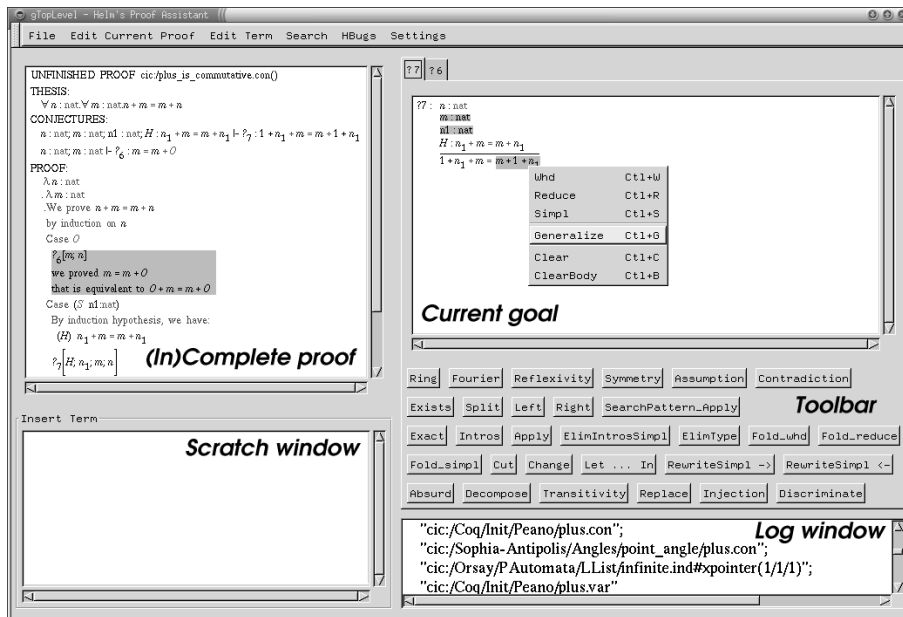 gTopLevel - Helm's Proof Assistant
File Edit Current Proof Edit Term Search HBugs Settings
UNFINISHED PROOF cic:/plus_is_commutative.con()
THESIS:
∀ n : nat.∀ m : nat.n + m = m + n
CONJECTURES:
n : nat; m : nat; n1 : nat; H : n₁ + m = m + n₁ |- ?₇ : 1 + n₁ + m = m + 1 + n₁
n : nat; m : nat |- ?₆ : m = m + O
PROOF:
λ n : nat
. λ m : nat
.We prove n + m = m + n
by induction on n
Case O
?₆[m; n]
we proved m = m + O
that is equivalent to O + m = m + O
Case (S n1:nat)
By induction hypothesis, we have:
(H) n₁ + m = m + n₁
?₇[H; n₁; m; n]
(In)Complete proof
Insert Term
Scratch window
?7 ?6
?7 : n : nat
m : nat
n1 : nat
H : n₁ + m = m + n₁
1 + n₁ + m = m + 1 + n₁
Whd Ctl+W
Reduce Ctl+R
Simpl Ctl+S
Generalize Ctl+G
Clear Ctl+C
ClearBody Ctl+B
Current goal
Ring Fourier Reflexivity Symmetry Assumption Contradiction
Exists Split Left Right SearchPattern_Apply
Toolbar
Exact Intros Apply ElimIntrosSimpl ElimType Fold_whd Fold_reduce
Fold_simpl Cut Change Let ... In RewriteSimpl -> RewriteSimpl <-
Absurd Decompose Transitivity Replace Injection Discriminate
"cic:/Coq/Init/Peano/plus.con";
Log window
"cic:/Sophia-Antipolis/Angles/point_angle/plus.con";
"cic:/Orsay/PAutomata/LList/infinite.ind#xpointer(1/1/1)";
"cic:/Coq/Init/Peano/plus.var"